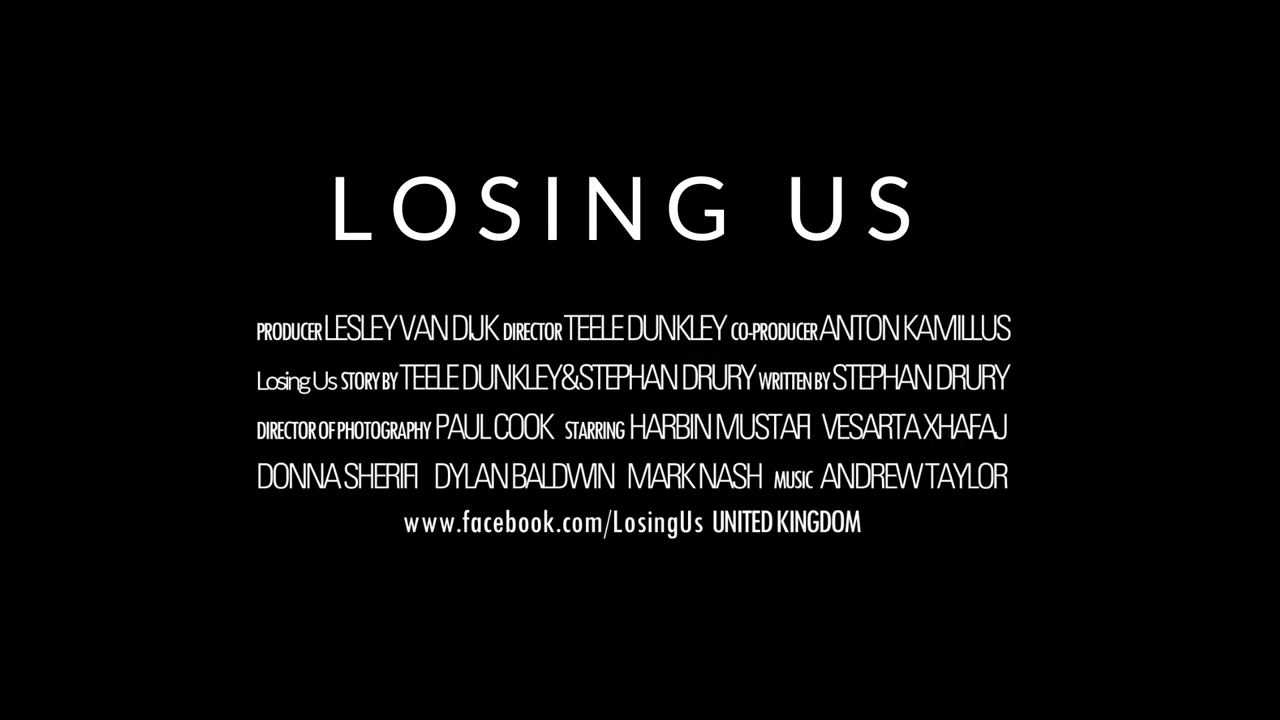 LOSING US
PRODUCER LESLEY VAN DIJK DIRECTOR TEELE DUNKLEY CO-PRODUCER ANTON KAMILLUS
Losing Us STORY BY TEELE DUNKLEY&STEPHAN DRURY WRITTEN BY STEPHAN DRURY
DIRECTOR OF PHOTOGRAPHY PAUL COOK STARRING HARBIN MUSTAFI VESARTA XHAFAJ
DONNA SHERIFI DYLAN BALDWIN MARK NASH MUSIC ANDREW TAYLOR
www.facebook.com/LosingUs UNITED KINGDOM